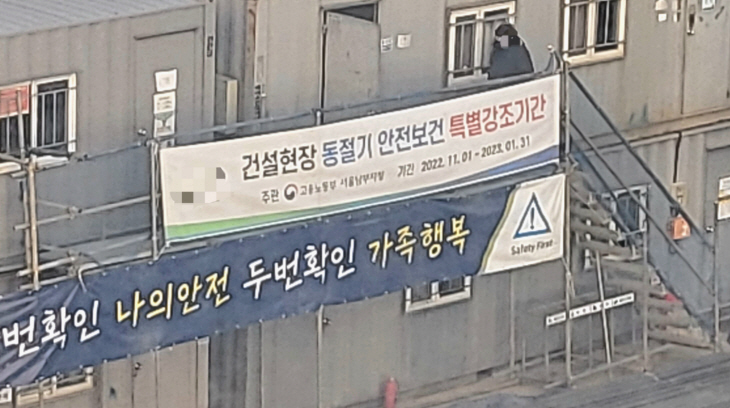 건설현장 동절기 안전보건 특별강조기간
주관 고용노동부 서울남부지청 기간 2022. 11. 01 ~ 2023. 01. 31
번확인 나의안전 두번확인 가족행복
Safety First